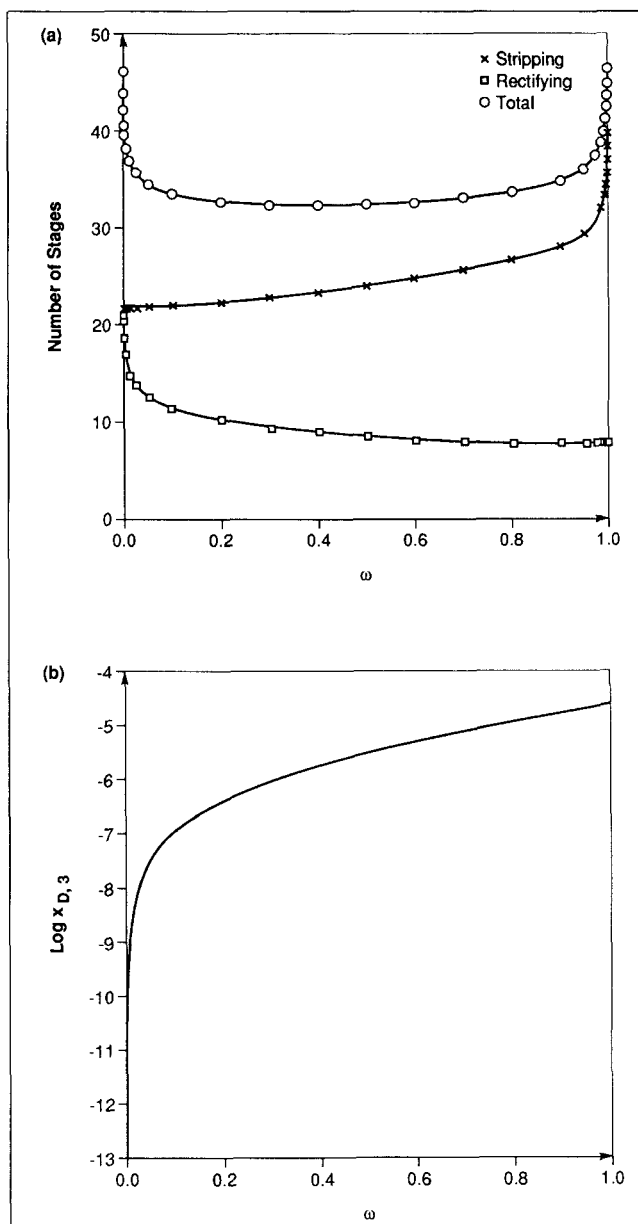 (a)
50
40
30
20
10
0
Number of Stages
× Stripping
□ Rectifying
○ Total
0.0 0.2 0.4 0.6 0.8 1.0
ω
(b)
-4
-5
-6
-7
-8
-9
-10
-11
-12
-13
Log x D, 3
0.0 0.2 0.4 0.6 0.8 1.0
ω